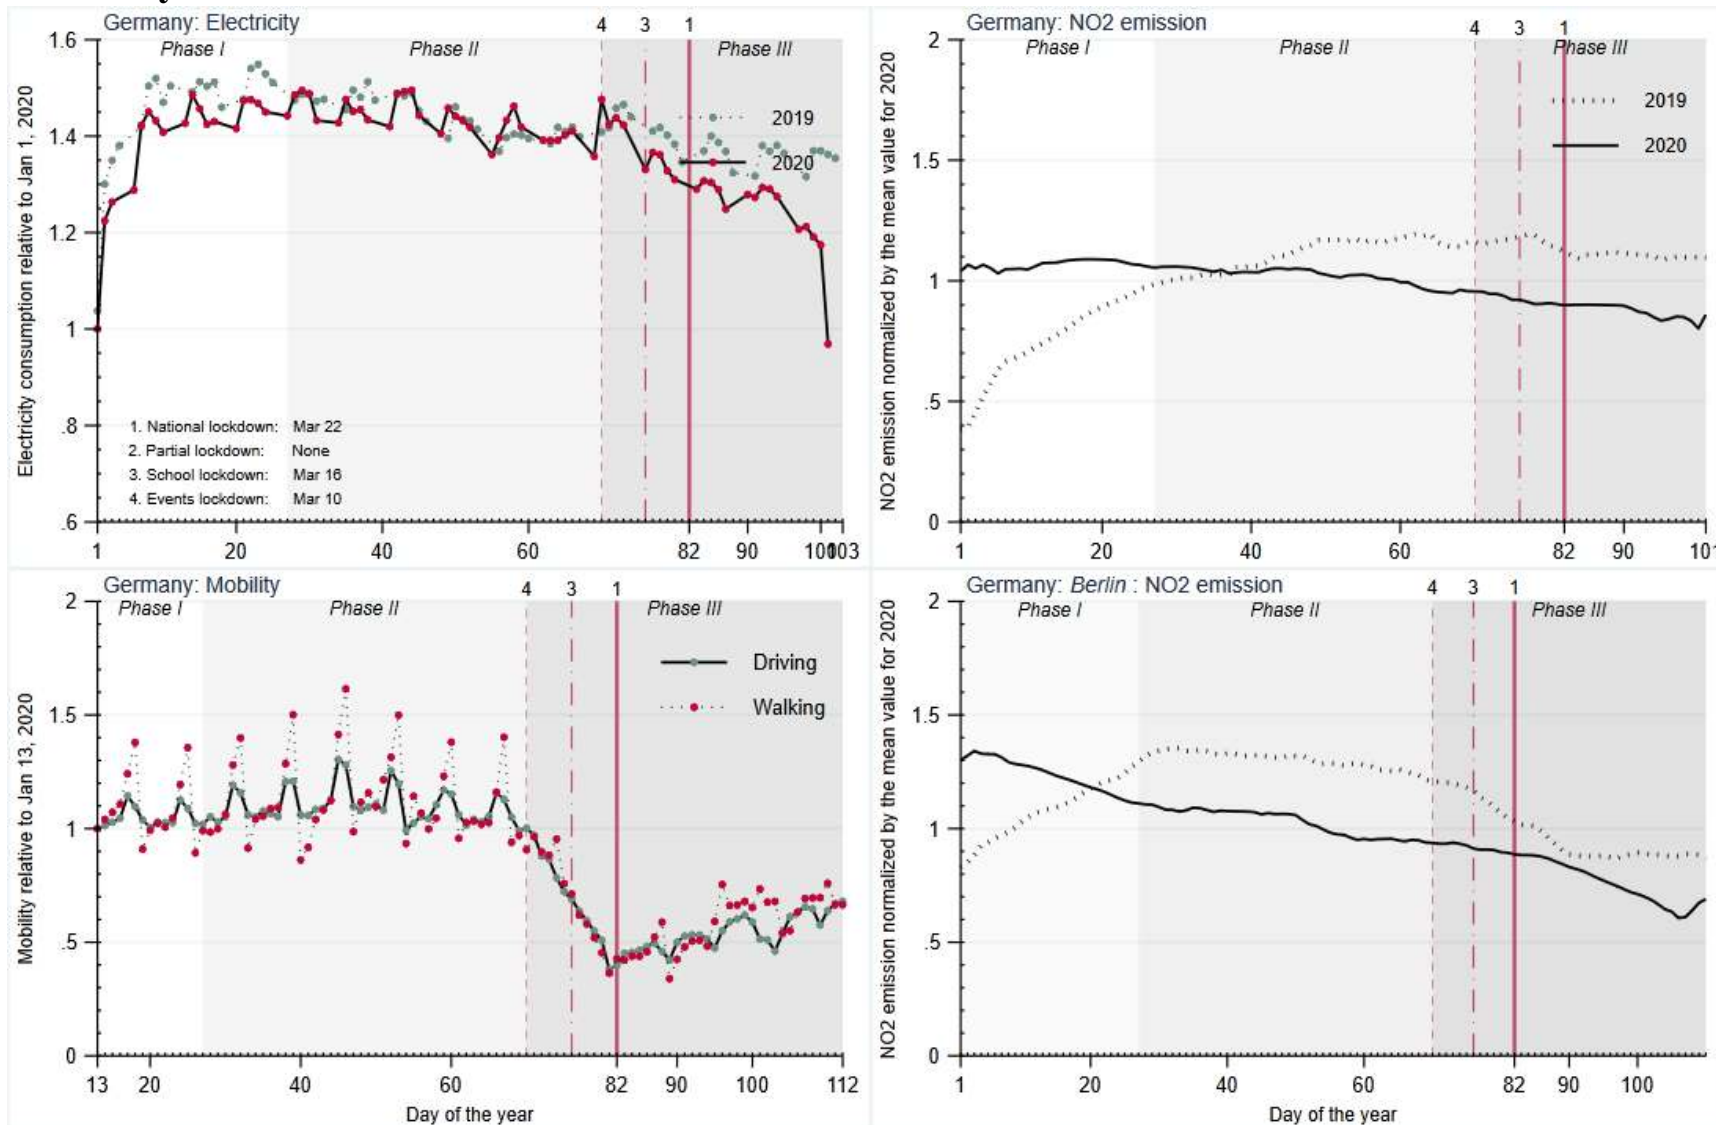 Germany: Electricity
4 3 1
Phase I Phase II Phase III
Electricity consumption relative to Jan 1, 2020
1.6
1.4
1.2
1
.8
.6
2019
2020
1. National lockdown: Mar 22
2. Partial lockdown: None
3. School lockdown: Mar 16
4. Events lockdown: Mar 10
1 20 40 60 82 90 100 103
Germany: NO2 emission
4 3 1
Phase I Phase II Phase III
NO2 emission normalized by the mean value for 2020
2
1.5
1
.5
0
2019
2020
1 20 40 60 82 90 101
Germany: Mobility
4 3 1
Phase I Phase II Phase III
Mobility relative to Jan 13, 2020
2
1.5
1
.5
0
Driving
Walking
13 20 40 60 82 90 100 112
Day of the year
Germany: Berlin : NO2 emission
4 3 1
Phase I Phase II Phase III
NO2 emission normalized by the mean value for 2020
2
1.5
1
.5
0
1 20 40 60 82 90 100
Day of the year